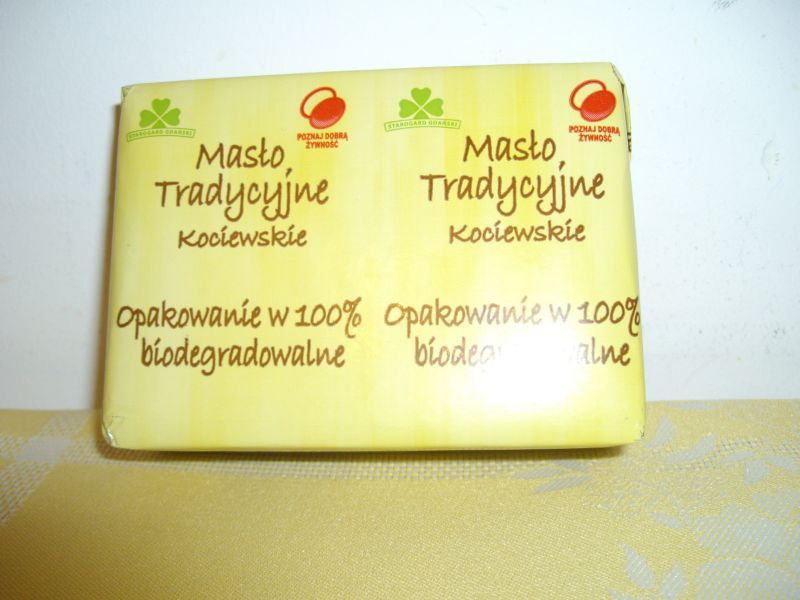 STAROGARD GDAŃSKI
POZNAJ DOBRĄ
ŻYWNOŚĆ
Masło
Tradycyjne
Kociewskie
Opakowanie w 100%
biodegradowalne
STAROGARD GDAŃSKI
POZNAJ DOBRĄ
ŻYWNOŚĆ
Masło
Tradycyjne
Kociewskie
Opakowanie w 100%
biodegradowalne